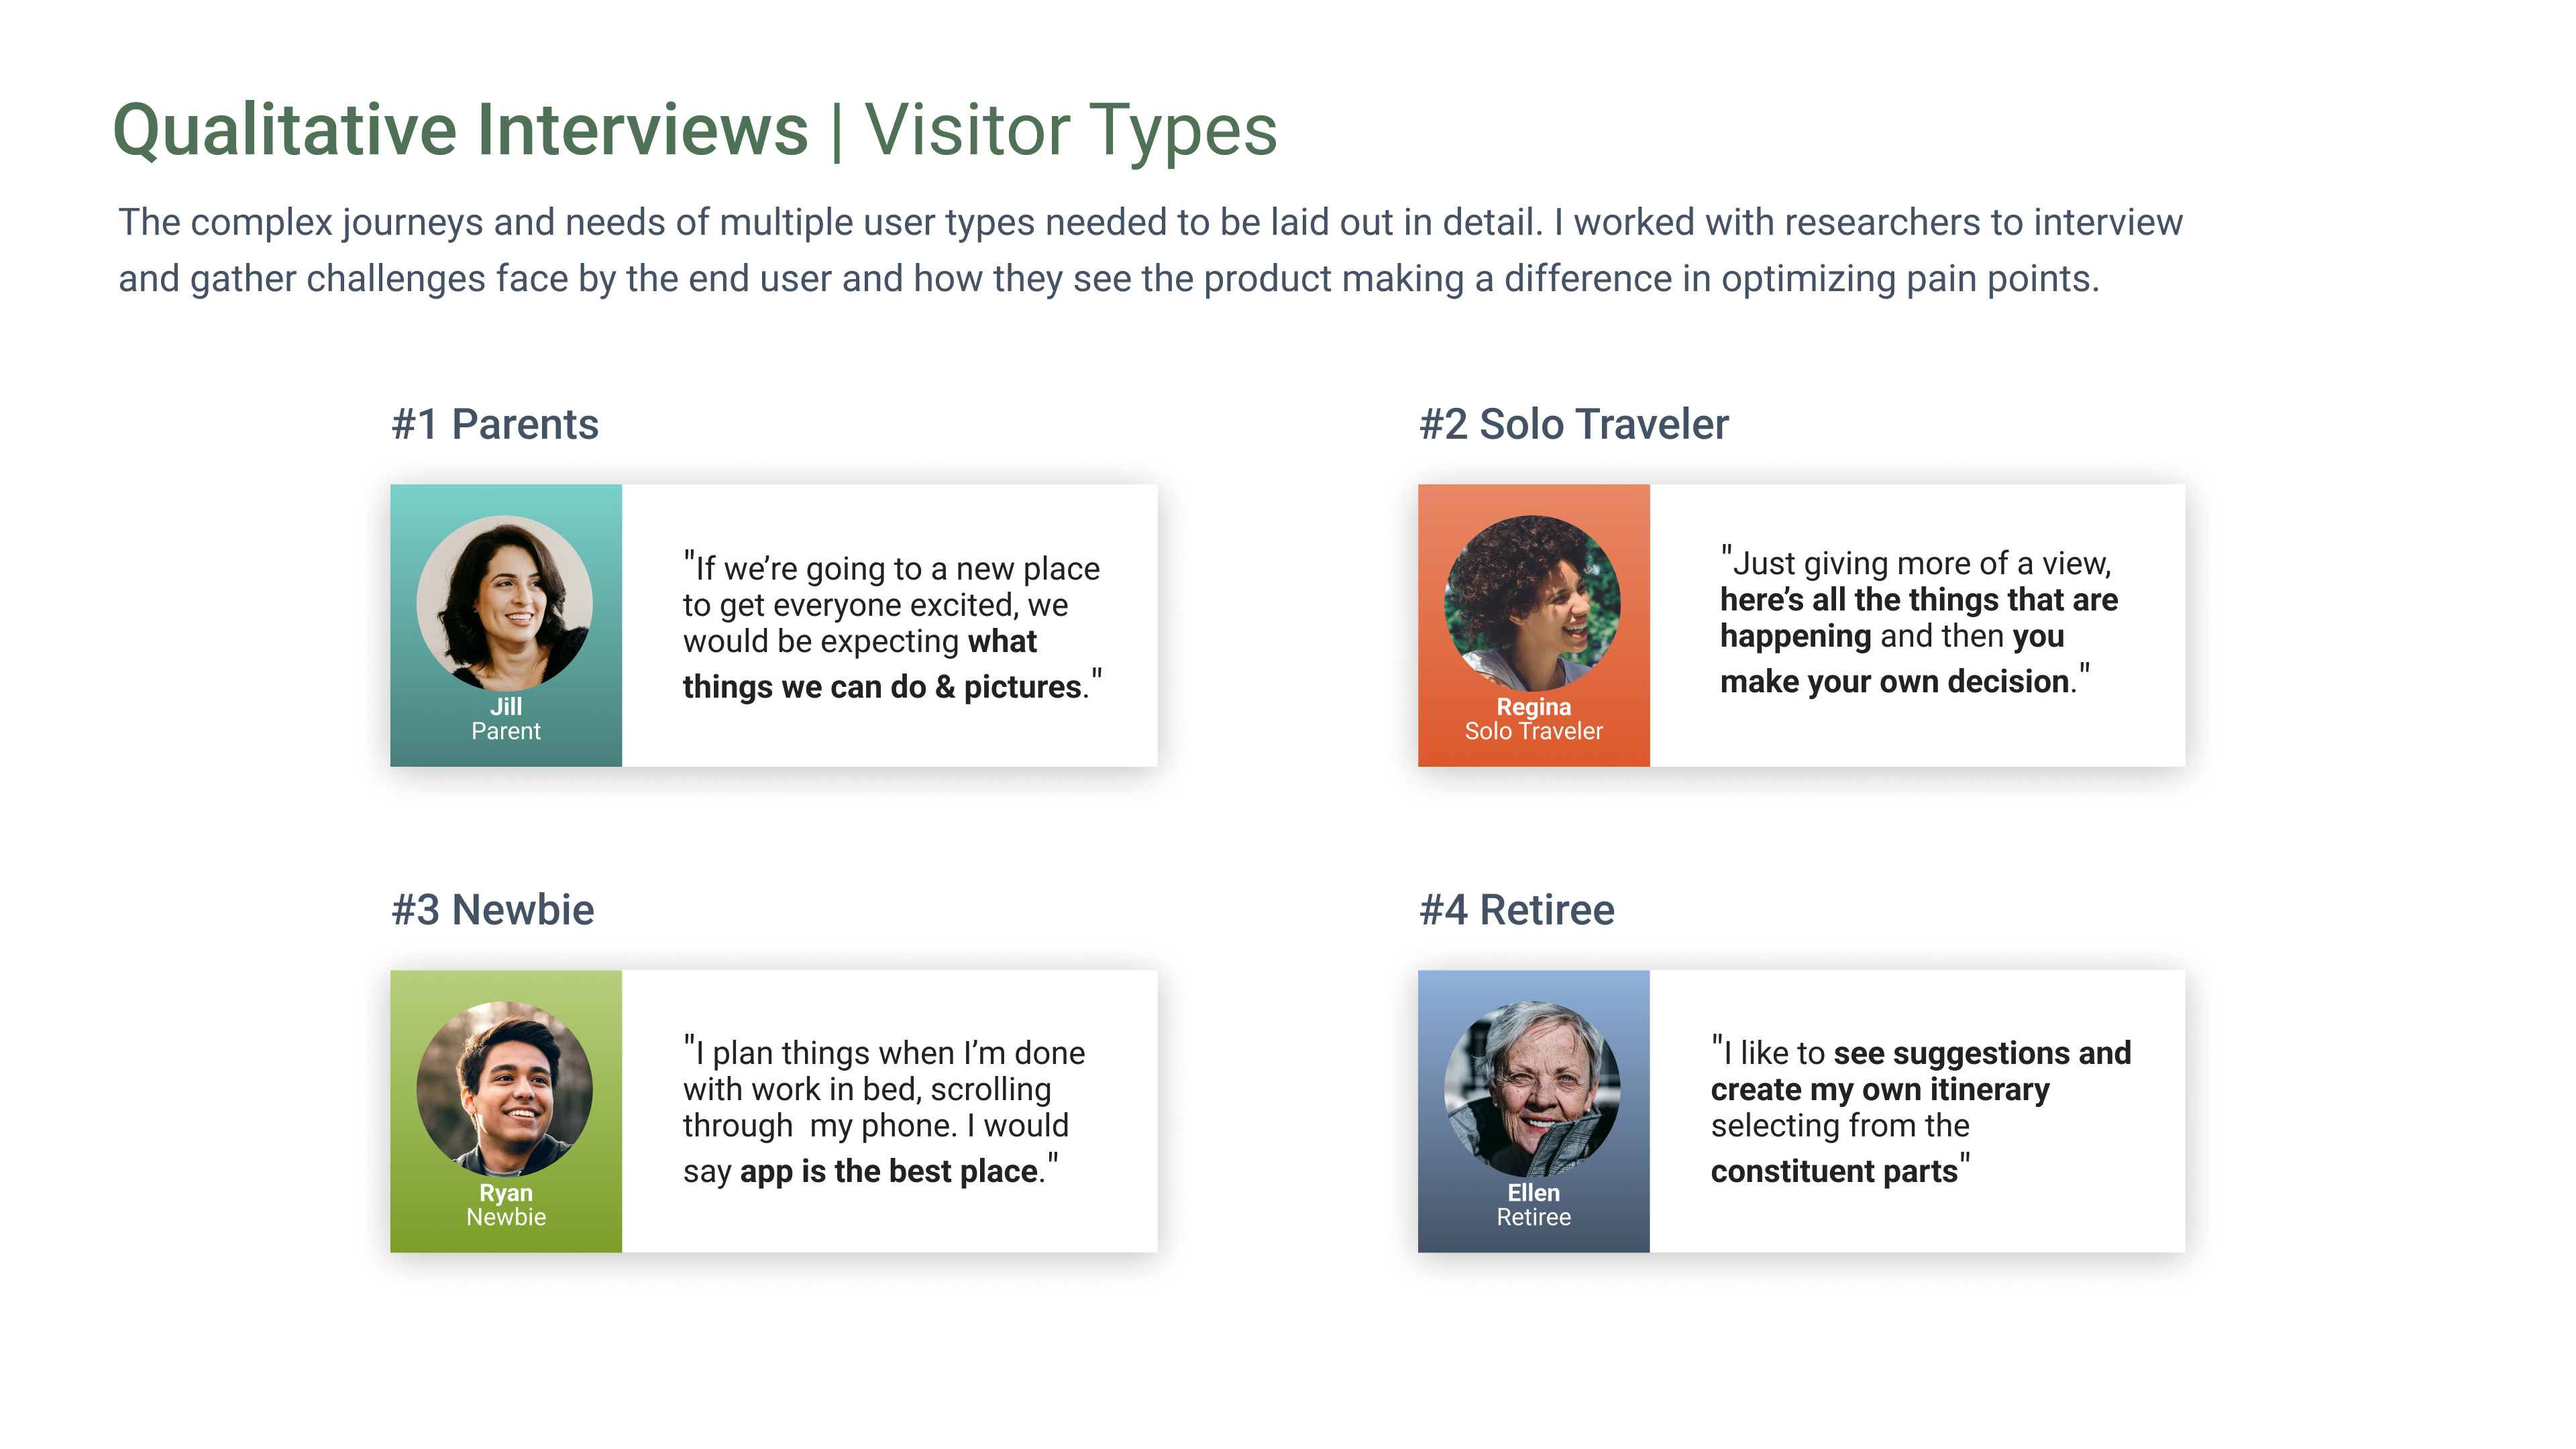 Qualitative Interviews | Visitor Types
The complex journeys and needs of multiple user types needed to be laid out in detail. I worked with researchers to interview
and gather challenges face by the end user and how they see the product making a difference in optimizing pain points.
#1 Parents
Jill
Parent
"If we’re going to a new place
to get everyone excited, we
would be expecting what
things we can do & pictures."
#2 Solo Traveler
Regina
Solo Traveler
"Just giving more of a view,
here’s all the things that are
happening and then you
make your own decision."
#3 Newbie
Ryan
Newbie
"I plan things when I’m done
with work in bed, scrolling
through  my phone. I would
say app is the best place."
#4 Retiree
Ellen
Retiree
"I like to see suggestions and
create my own itinerary
selecting from the
constituent parts"